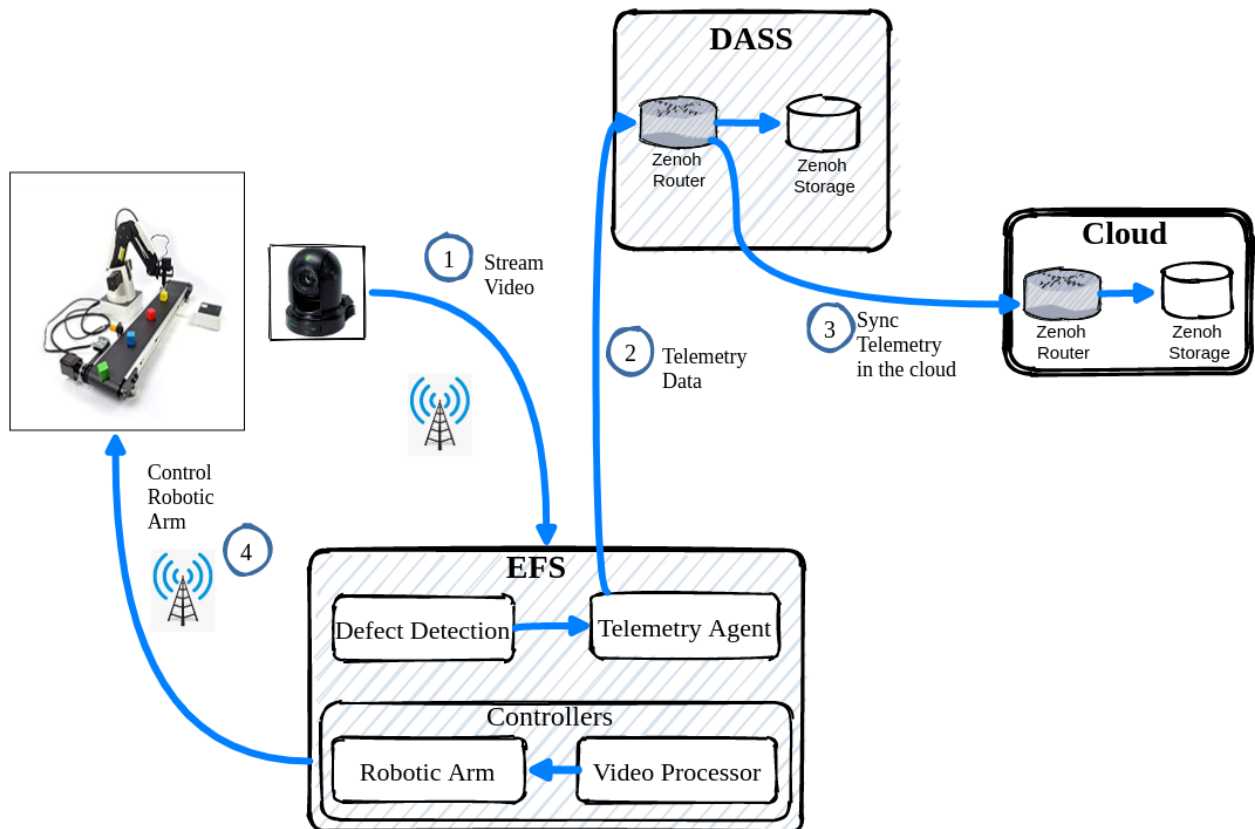 DASS
Zenoh
Router
Zenoh
Storage
Cloud
Zenoh
Router
Zenoh
Storage
1
Stream
Video
2
Telemetry
Data
3
Sync
Telemetry
in the cloud
Control
Robotic
Arm
4
EFS
Defect Detection
Telemetry Agent
Controllers
Robotic Arm
Video Processor